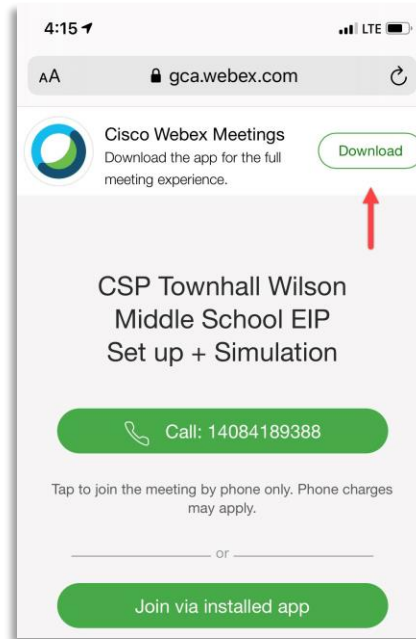 4:15
LTE
AA
gca.webex.com
Cisco Webex Meetings
Download the app for the full
meeting experience.
Download
CSP Townhall Wilson
Middle School EIP
Set up + Simulation
Call: 14084189388
Tap to join the meeting by phone only. Phone charges
may apply.
or
Join via installed app